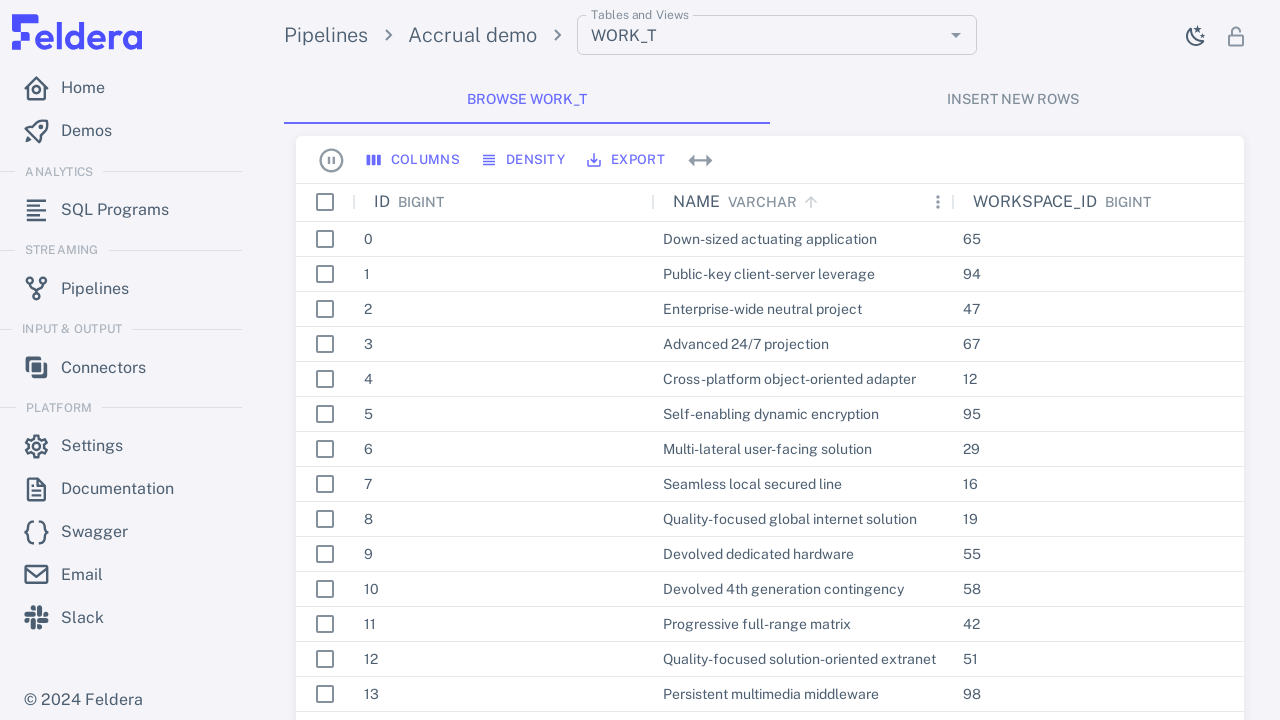 Feldera
Home
Demos
ANALYTICS
SQL Programs
STREAMING
Pipelines
INPUT & OUTPUT
Connectors
PLATFORM
Settings
Documentation
Swagger
Email
Slack
© 2024 Feldera
Pipelines > Accrual demo >
Tables and Views
WORK_T
BROWSE WORK_T INSERT NEW ROWS
COLUMNS DENSITY EXPORT
ID BIGINT NAME VARCHAR WORKSPACE_ID BIGINT
0 Down-sized actuating application 65
1 Public-key client-server leverage 94
2 Enterprise-wide neutral project 47
3 Advanced 24/7 projection 67
4 Cross-platform object-oriented adapter 12
5 Self-enabling dynamic encryption 95
6 Multi-lateral user-facing solution 29
7 Seamless local secured line 16
8 Quality-focused global internet solution 19
9 Devolved dedicated hardware 55
10 Devolved 4th generation contingency 58
11 Progressive full-range matrix 42
12 Quality-focused solution-oriented extranet 51
13 Persistent multimedia middleware 98